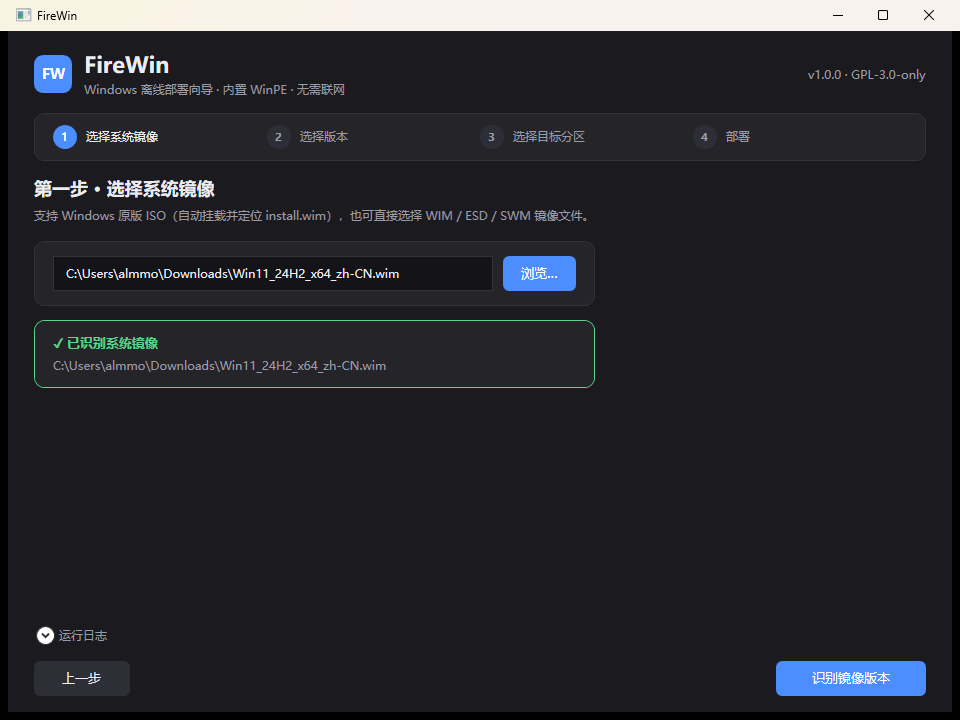 FireWin
FW
FireWin
Windows 离线部署向导 · 内置 WinPE · 无需联网
v1.0.0 · GPL-3.0-only
1 选择系统镜像
2 选择版本
3 选择目标分区
4 部署
第一步 · 选择系统镜像
支持 Windows 原版 ISO（自动挂载并定位 install.wim），也可直接选择 WIM / ESD / SWM 镜像文件。
C:\Users\almmo\Downloads\Win11_24H2_x64_zh-CN.wim
浏览...
✓ 已识别系统镜像
C:\Users\almmo\Downloads\Win11_24H2_x64_zh-CN.wim
运行日志
上一步
识别镜像版本